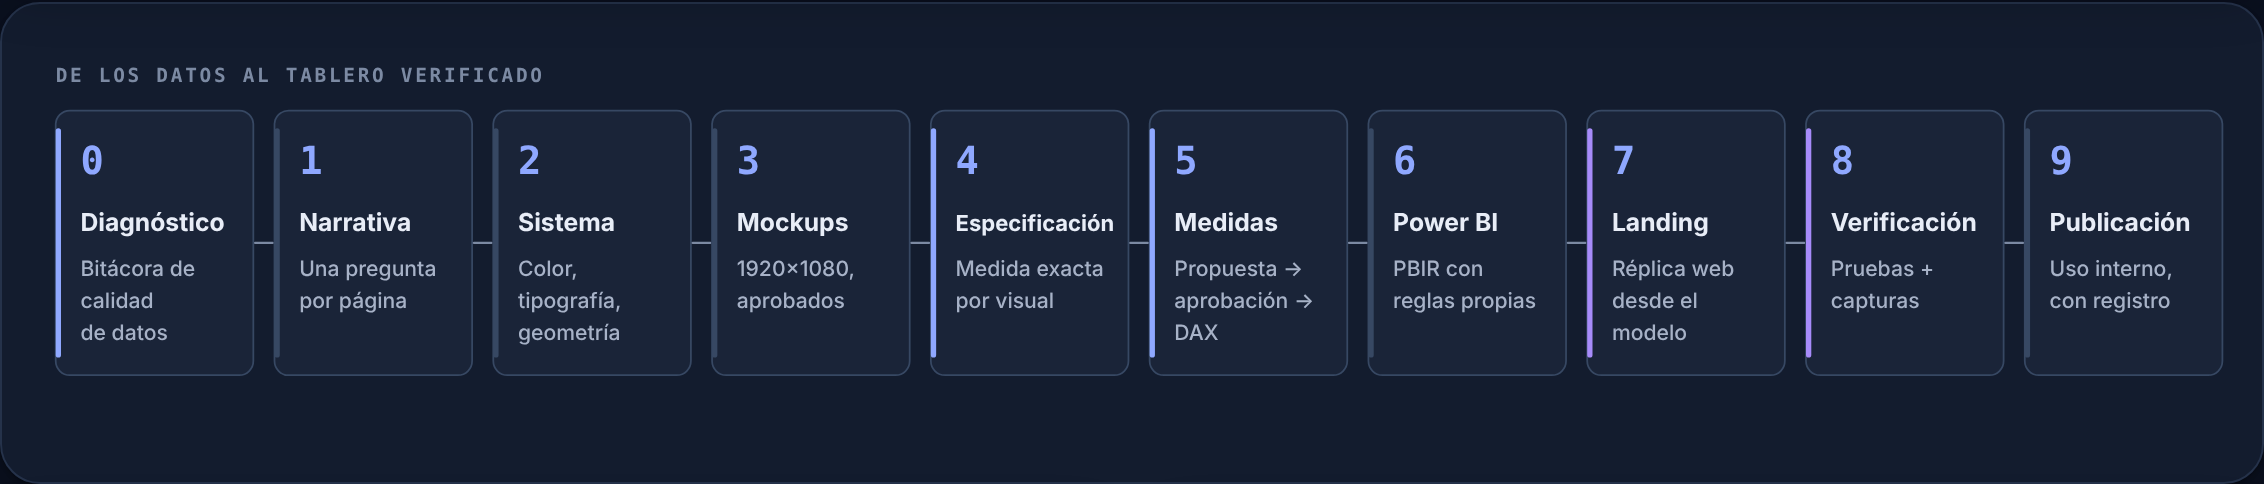 DE LOS DATOS AL TABLERO VERIFICADO
0
Diagnóstico
Bitácora de
calidad
de datos
1
Narrativa
Una pregunta
por página
2
Sistema
Color,
tipografía,
geometría
3
Mockups
1920×1080,
aprobados
4
Especificación
Medida exacta
por visual
5
Medidas
Propuesta →
aprobación →
DAX
6
Power BI
PBIR con
reglas propias
7
Landing
Réplica web
desde el
modelo
8
Verificación
Pruebas +
capturas
9
Publicación
Uso interno,
con registro